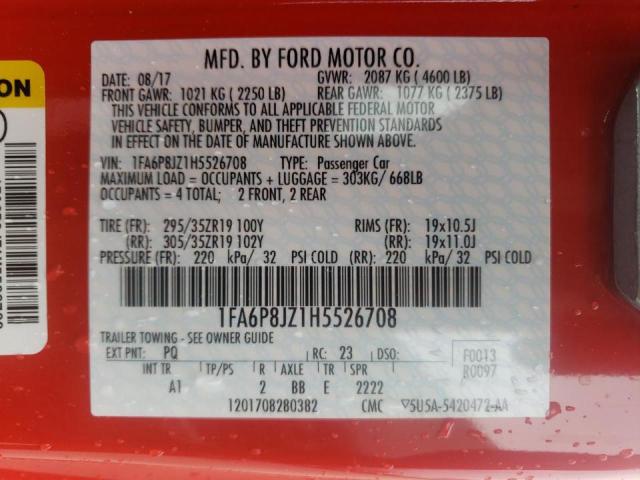 ON
MFD. BY FORD MOTOR CO.
DATE: 08/17 GVWR: 2087 KG (4600 LB)
FRONT GAWR: 1021 KG (2250 LB) REAR GAWR: 1077 KG (2375 LB)
THIS VEHICLE CONFORMS TO ALL APPLICABLE FEDERAL MOTOR
VEHICLE SAFETY, BUMPER, AND THEFT PREVENTION STANDARDS
IN EFFECT ON THE DATE OF MANUFACTURE SHOWN ABOVE.
VIN: 1FA6P8JZ1H5526708 TYPE: Passenger Car
MAXIMUM LOAD = OCCUPANTS + LUGGAGE = 303KG/ 668LB
OCCUPANTS = 4 TOTAL; 2 FRONT, 2 REAR
TIRE (FR): 295/35ZR19 100Y RIMS (FR): 19x10.5J
(RR): 305/35ZR19 102Y (RR): 19x11.0J
PRESSURE (FR): 220 kPa/ 32 PSI COLD (RR): 220 kPa/ 32 PSI COLD
1FA6P8JZ1H5526708
TRAILER TOWING - SEE OWNER GUIDE
EXT PNT: PQ RC: 23 DSO: F0013
INT TR TP/PS R AXLE TR SPR R0097
A1 2 BB E 2222
1201708280382 CMC ▽5U5A-5420472-AA